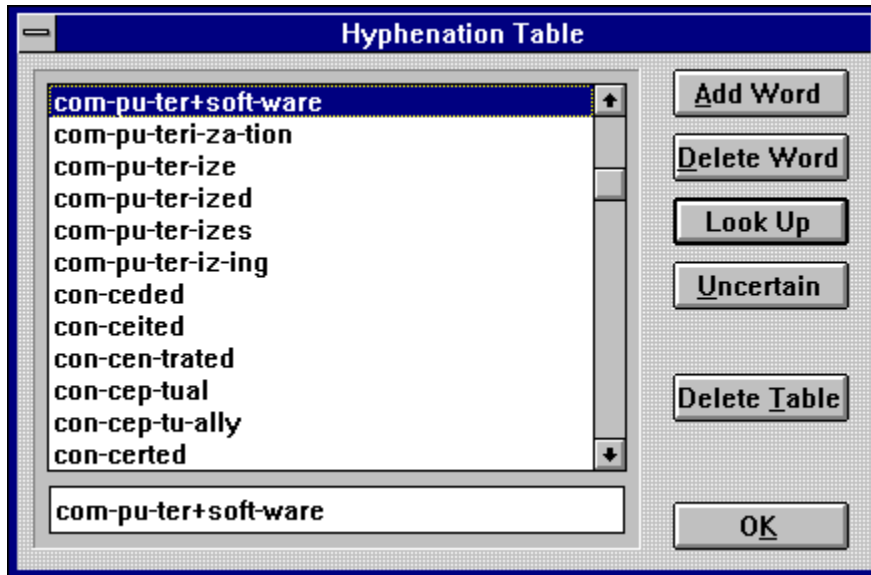 Hyphenation Table
com-pu-ter+soft-ware
com-pu-teri-za-tion
com-pu-ter-ize
com-pu-ter-ized
com-pu-ter-izes
com-pu-ter-iz-ing
con-ceded
con-ceited
con-cen-trated
con-cep-tual
con-cep-tu-ally
con-certed
com-pu-ter+soft-ware
Add Word
Delete Word
Look Up
Uncertain
Delete Table
OK